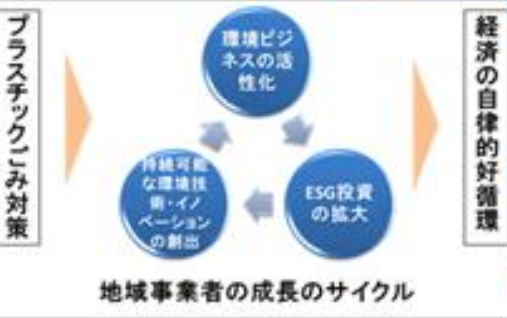 プラスチックごみ対策
環境ビジ
ネスの活
性化
持続可能
な環境技
術・イノ
ベーション
の創出
ESG投資
の拡大
経済の自律的好循環
地域事業者の成長のサイクル